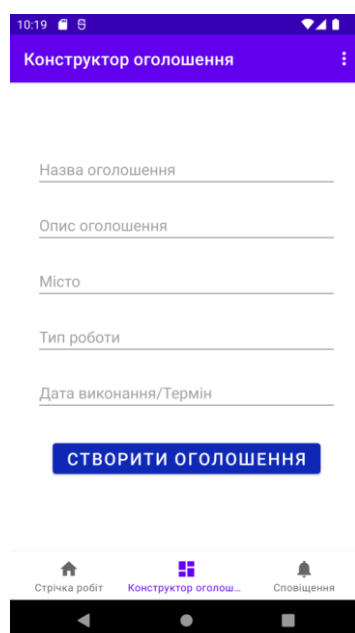 10:19
Конструктор оголошення
Назва оголошення
Опис оголошення
Місто
Тип роботи
Дата виконання/Термін
СТВОРИТИ ОГОЛОШЕННЯ
Стрічка робіт Конструктор оголош... Сповіщення